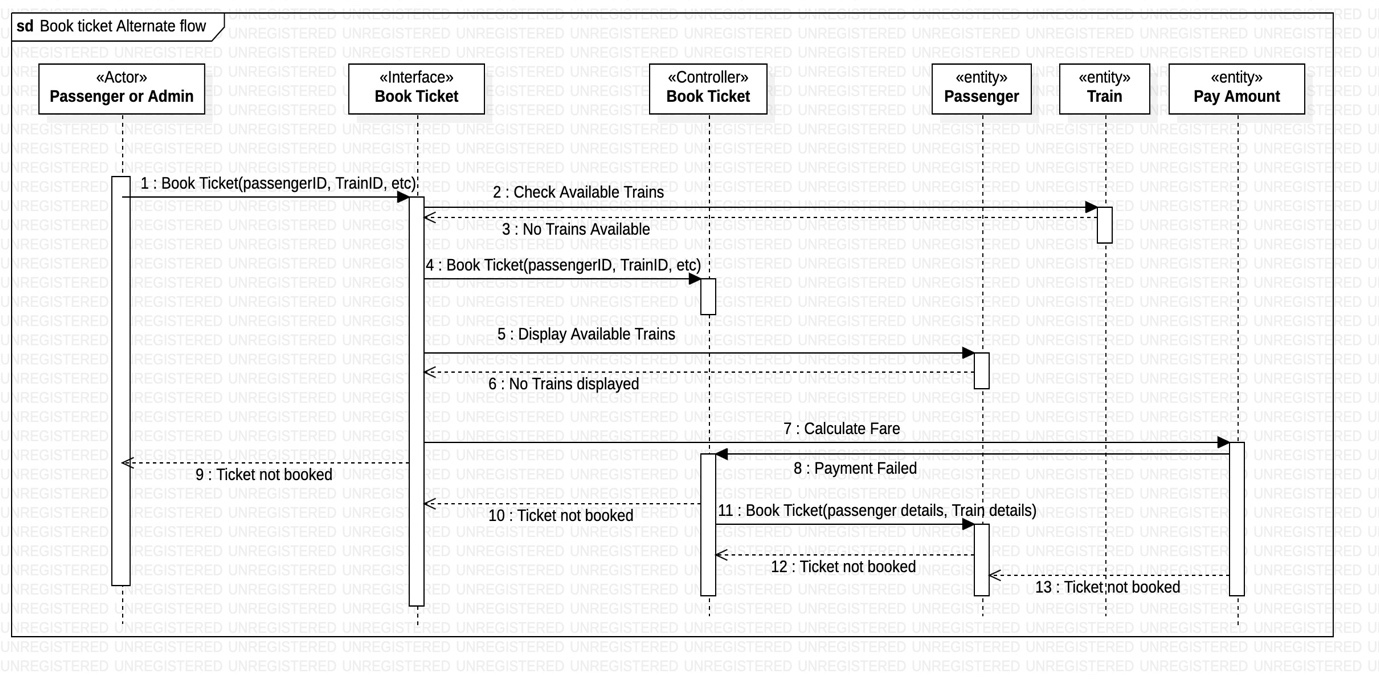 sd Book ticket Alternate flow
«Actor»
Passenger or Admin
«Interface»
Book Ticket
«Controller»
Book Ticket
«entity»
Passenger
«entity»
Train
«entity»
Pay Amount
1 : Book Ticket(passengerID, TrainID, etc)
2 : Check Available Trains
3 : No Trains Available
4 : Book Ticket(passengerID, TrainID, etc)
5 : Display Available Trains
6 : No Trains displayed
7 : Calculate Fare
8 : Payment Failed
9 : Ticket not booked
10 : Ticket not booked
11 : Book Ticket(passenger details, Train details)
12 : Ticket not booked
13 : Ticket not booked
UNREGISTERED